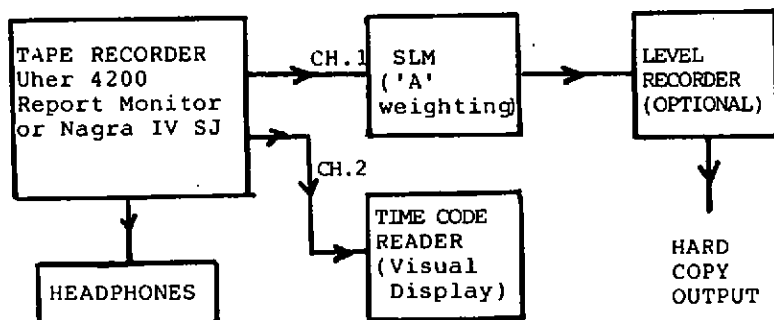 TAPE RECORDER
Uher 4200
Report Monitor
or Nagra IV SJ
CH.1
SLM
('A'
weighting)
LEVEL
RECORDER
(OPTIONAL)
CH.2
TIME CODE
READER
(Visual
Display)
HEADPHONES
HARD
COPY
OUTPUT